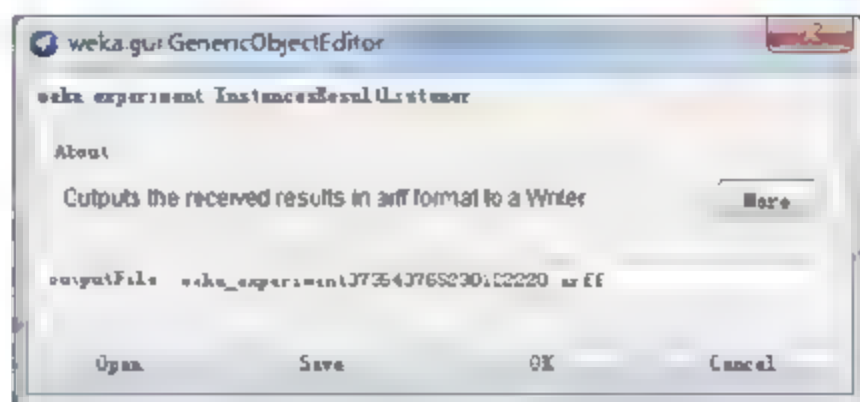 weka.gui.GenericObjectEditor
weka.experiment.InstancesResultListener
About
Outputs the received results in arff format to a Writer
More
outputFile
Open Save OK Cancel